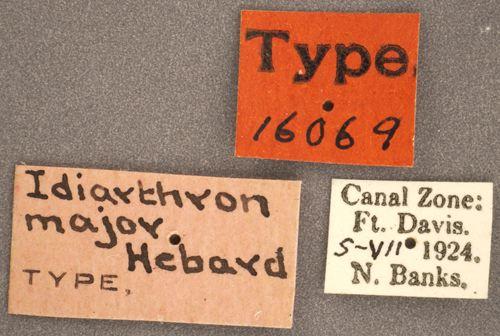 Type.
16069
Idiarthron
major
Hebard
TYPE.
Canal Zone:
Ft. Davis.
5-VII 1924.
N. Banks.